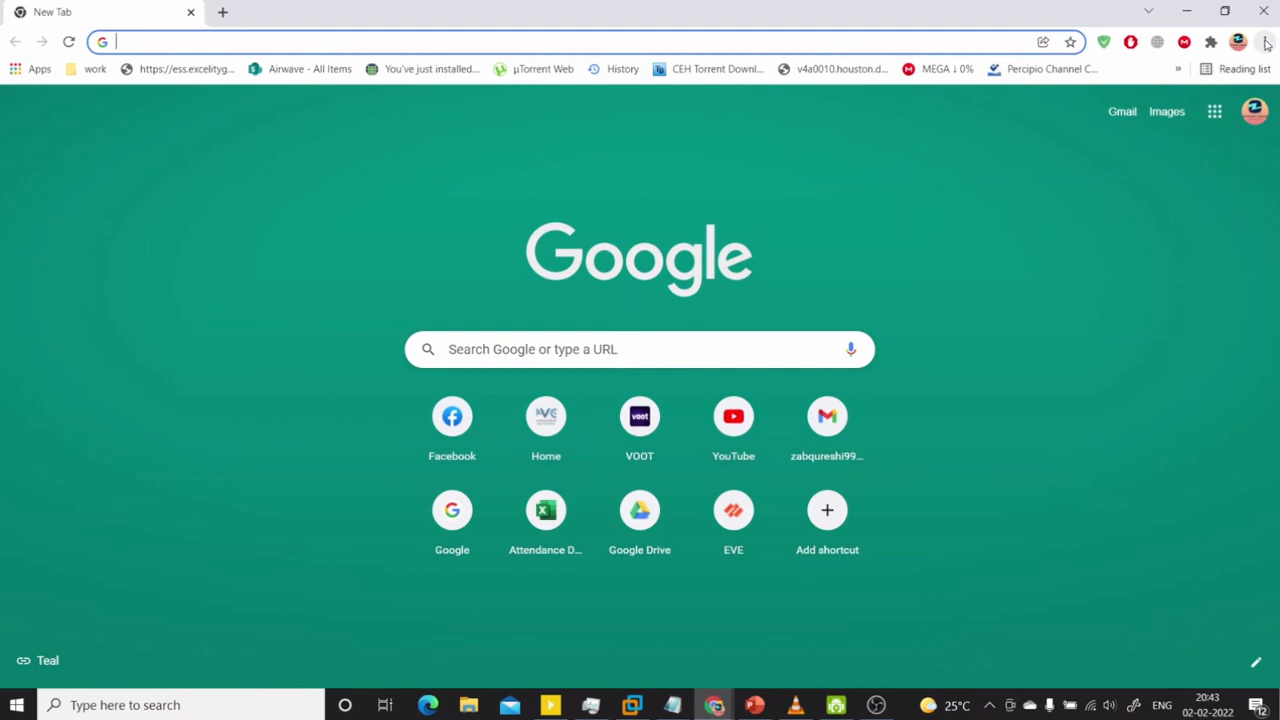 New Tab
Apps work https://ess.excelityg... Airwave - All Items You've just installed... µTorrent Web History CEH Torrent Downl... v4a0010.houston.d... MEGA ↓ 0% Percipio Channel C... » Reading list
Gmail Images
Google
Search Google or type a URL
Facebook Home VOOT YouTube zabqureshi99...
Google Attendance D... Google Drive EVE Add shortcut
Teal
Type here to search 25°C ENG 20:43
02-02-2022 12